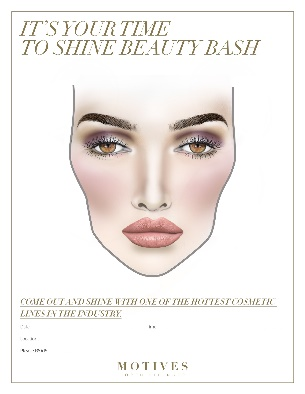 IT'S YOUR TIME
TO SHINE BEAUTY BASH
COME OUT AND SHINE WITH ONE OF THE HOTTEST COSMETIC
LINES IN THE INDUSTRY.
MOTIVES